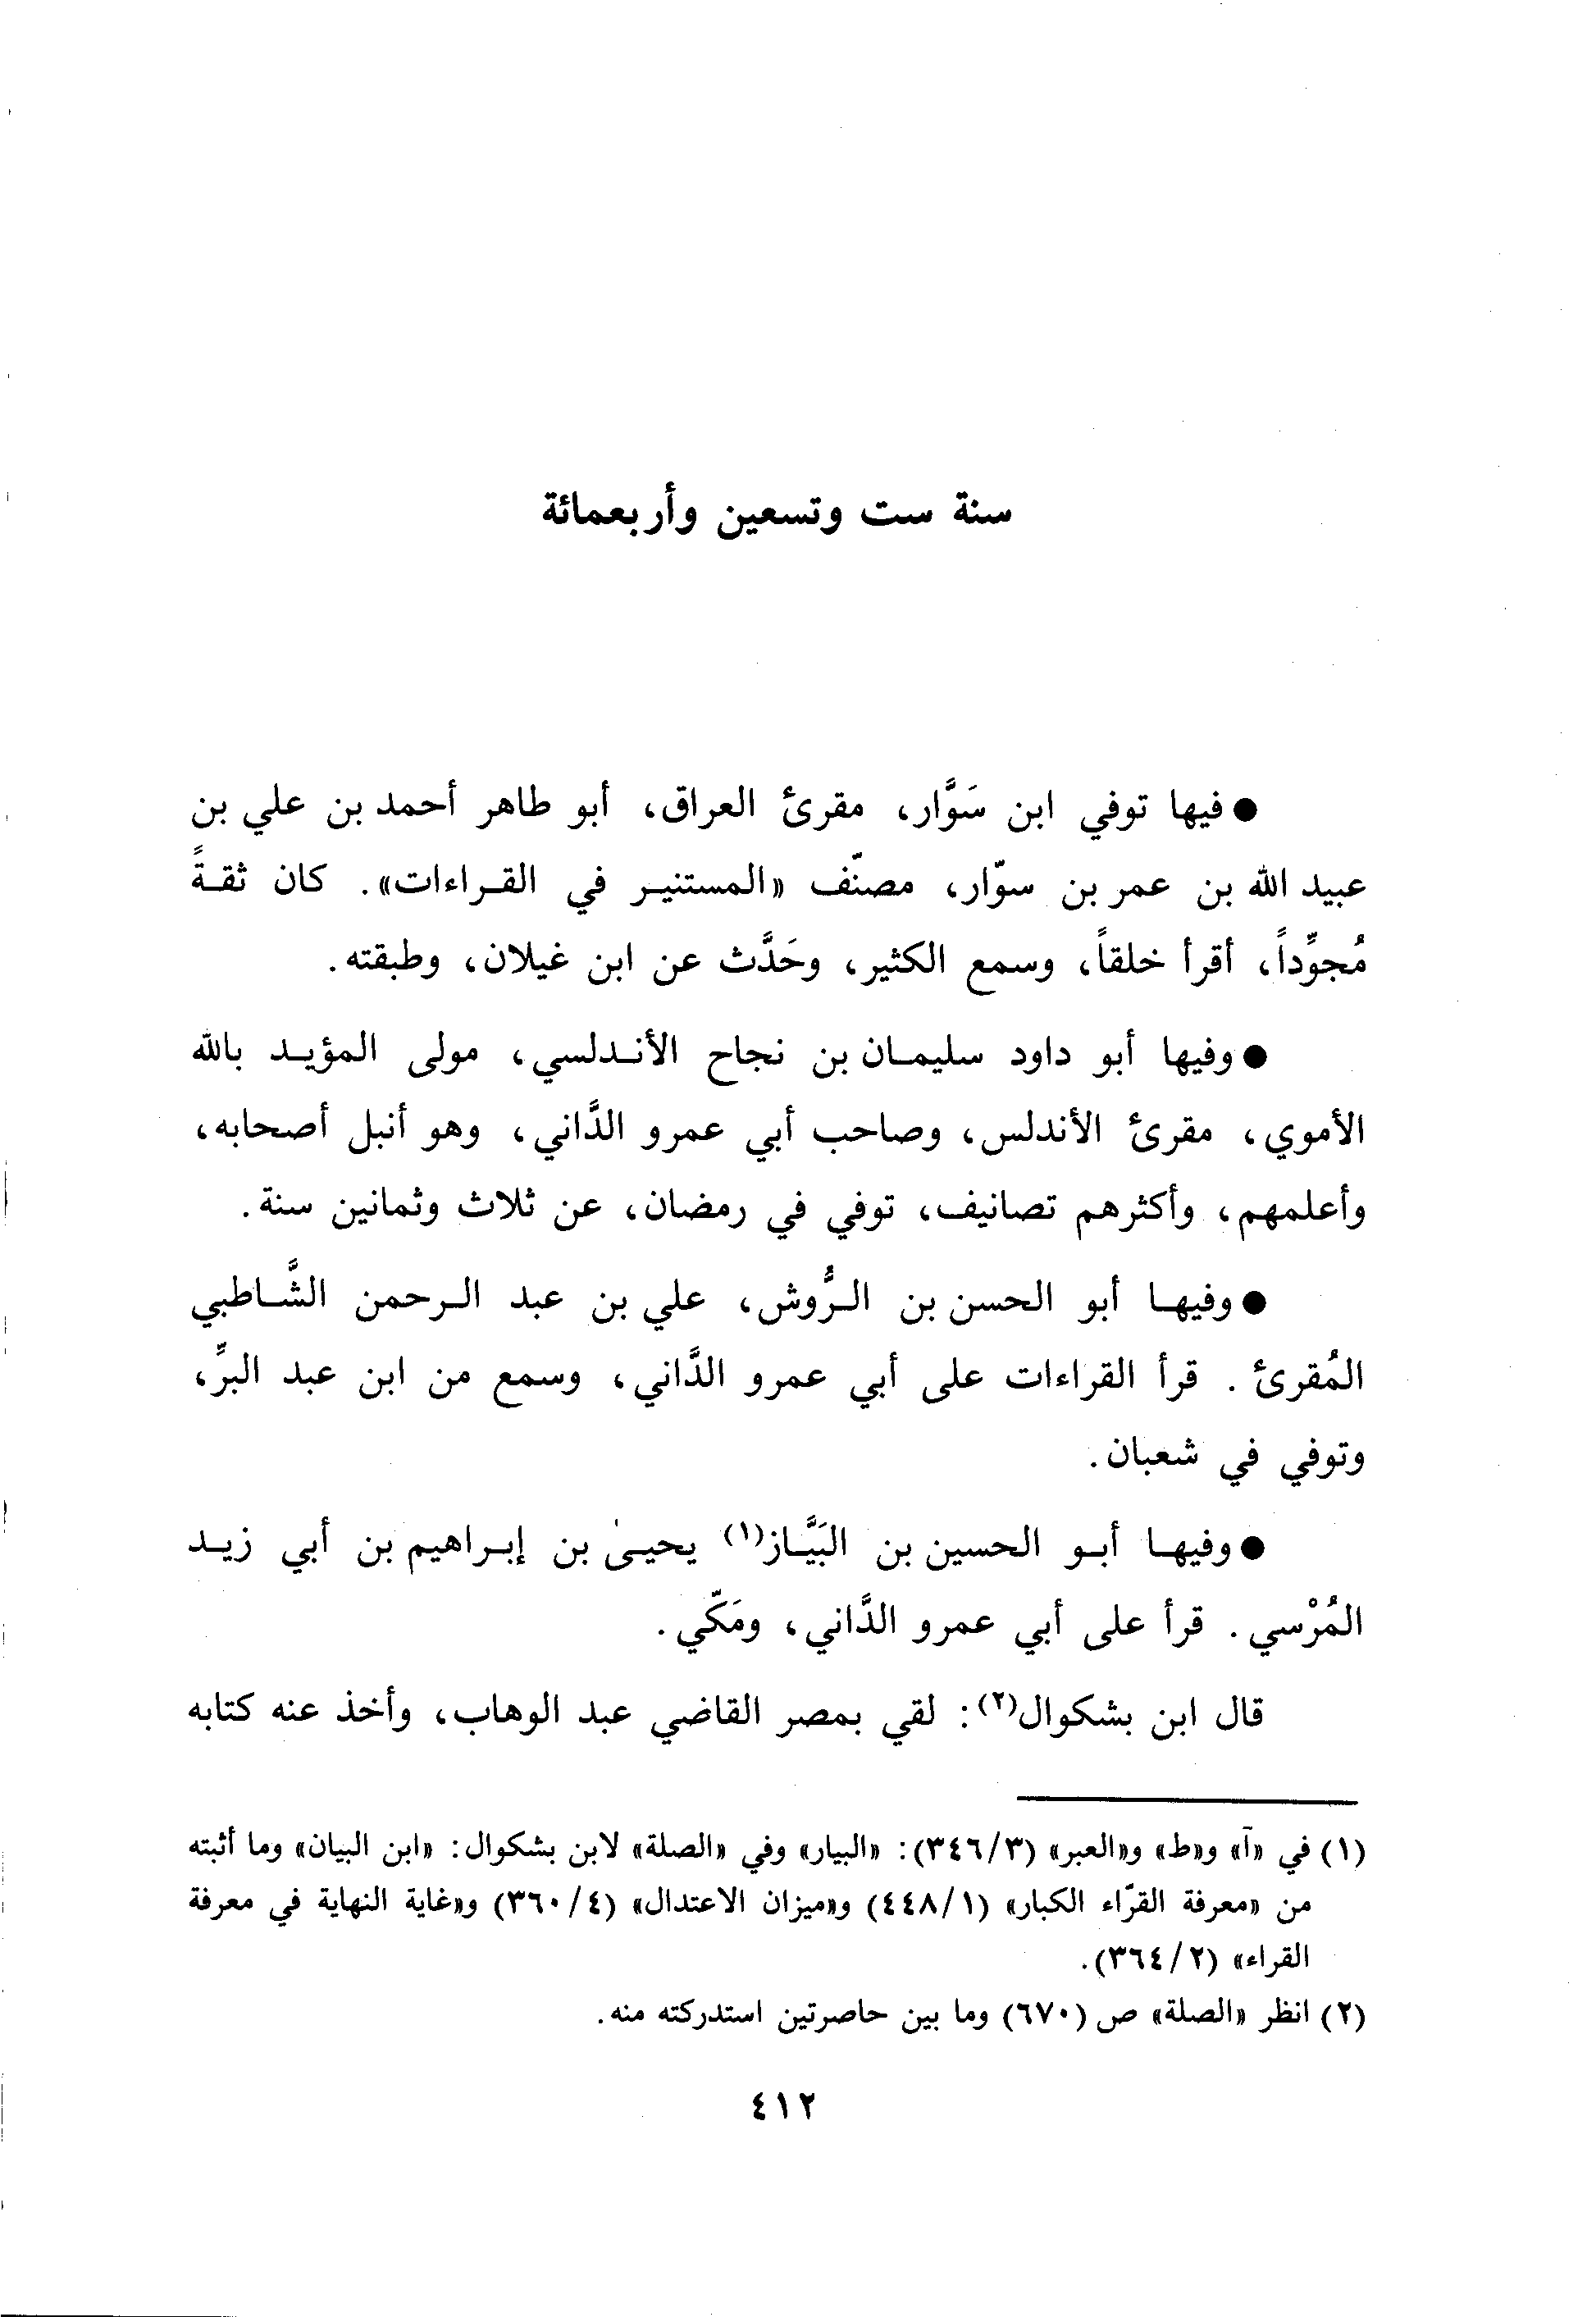 سنة ست وتسعين وأربعمائة
● فيها توفي ابن سَوَّار، مقرئ العراق، أبو طاهر أحمد بن علي بن
عبيد الله بن عمر بن سوّار، مصنّف «المستنير في القراءات». كان ثقةً
مُجوِّداً، أقرأ خلقاً، وسمع الكثير، وحَدَّث عن ابن غيلان، وطبقته.
● وفيها أبو داود سليمان بن نجاح الأندلسي، مولى المؤيد بالله
الأموي، مقرئ الأندلس، وصاحب أبي عمرو الدَّاني، وهو أنبل أصحابه،
وأعلمهم، وأكثرهم تصانيف، توفي في رمضان، عن ثلاث وثمانين سنة.
● وفيها أبو الحسن بن الرُّوش، علي بن عبد الرحمن الشَّاطبي
المُقرئ. قرأ القراءات على أبي عمرو الدَّاني، وسمع من ابن عبد البرِّ،
وتوفي في شعبان.
● وفيها أبو الحسين بن البَيَّاز(١) يحيىٰ بن إبراهيم بن أبي زيد
المُرْسي. قرأ على أبي عمرو الدَّاني، ومَكّي.
قال ابن بشكوال(٢): لقي بمصر القاضي عبد الوهاب، وأخذ عنه كتابه
(١) في «آ» و«ط» و«العبر» (٣٤٦/٣): «البيار» وفي «الصلة» لابن بشكوال: «ابن البيان» وما أثبته
من «معرفة القرّاء الكبار» (٤٤٨/١) و«ميزان الاعتدال» (٣٦٠/٤) و«غاية النهاية في معرفة
القراء» (٣٦٤/٢).
(٢) انظر «الصلة» ص (٦٧٠) وما بين حاصرتين استدركته منه.
٤١٢